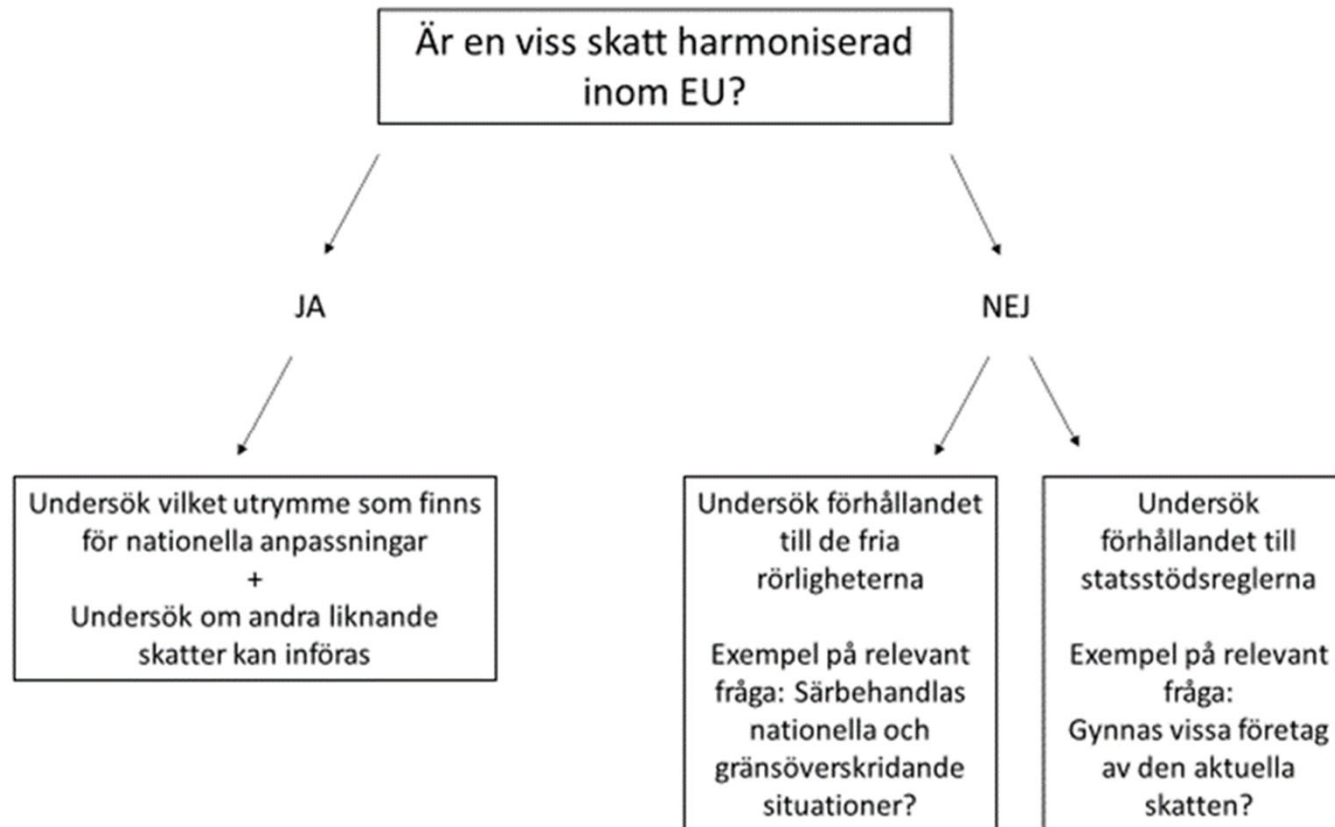 Är en viss skatt harmoniserad
inom EU?
JA
NEJ
Undersök vilket utrymme som finns
för nationella anpassningar
+
Undersök om andra liknande
skatter kan införas
Undersök förhållandet
till de fria
rörligheterna
Exempel på relevant
fråga: Särbehandlas
nationella och
gränsöverskridande
situationer?
Undersök
förhållandet till
statsstödsreglerna
Exempel på relevant
fråga:
Gynnas vissa företag
av den aktuella
skatten?